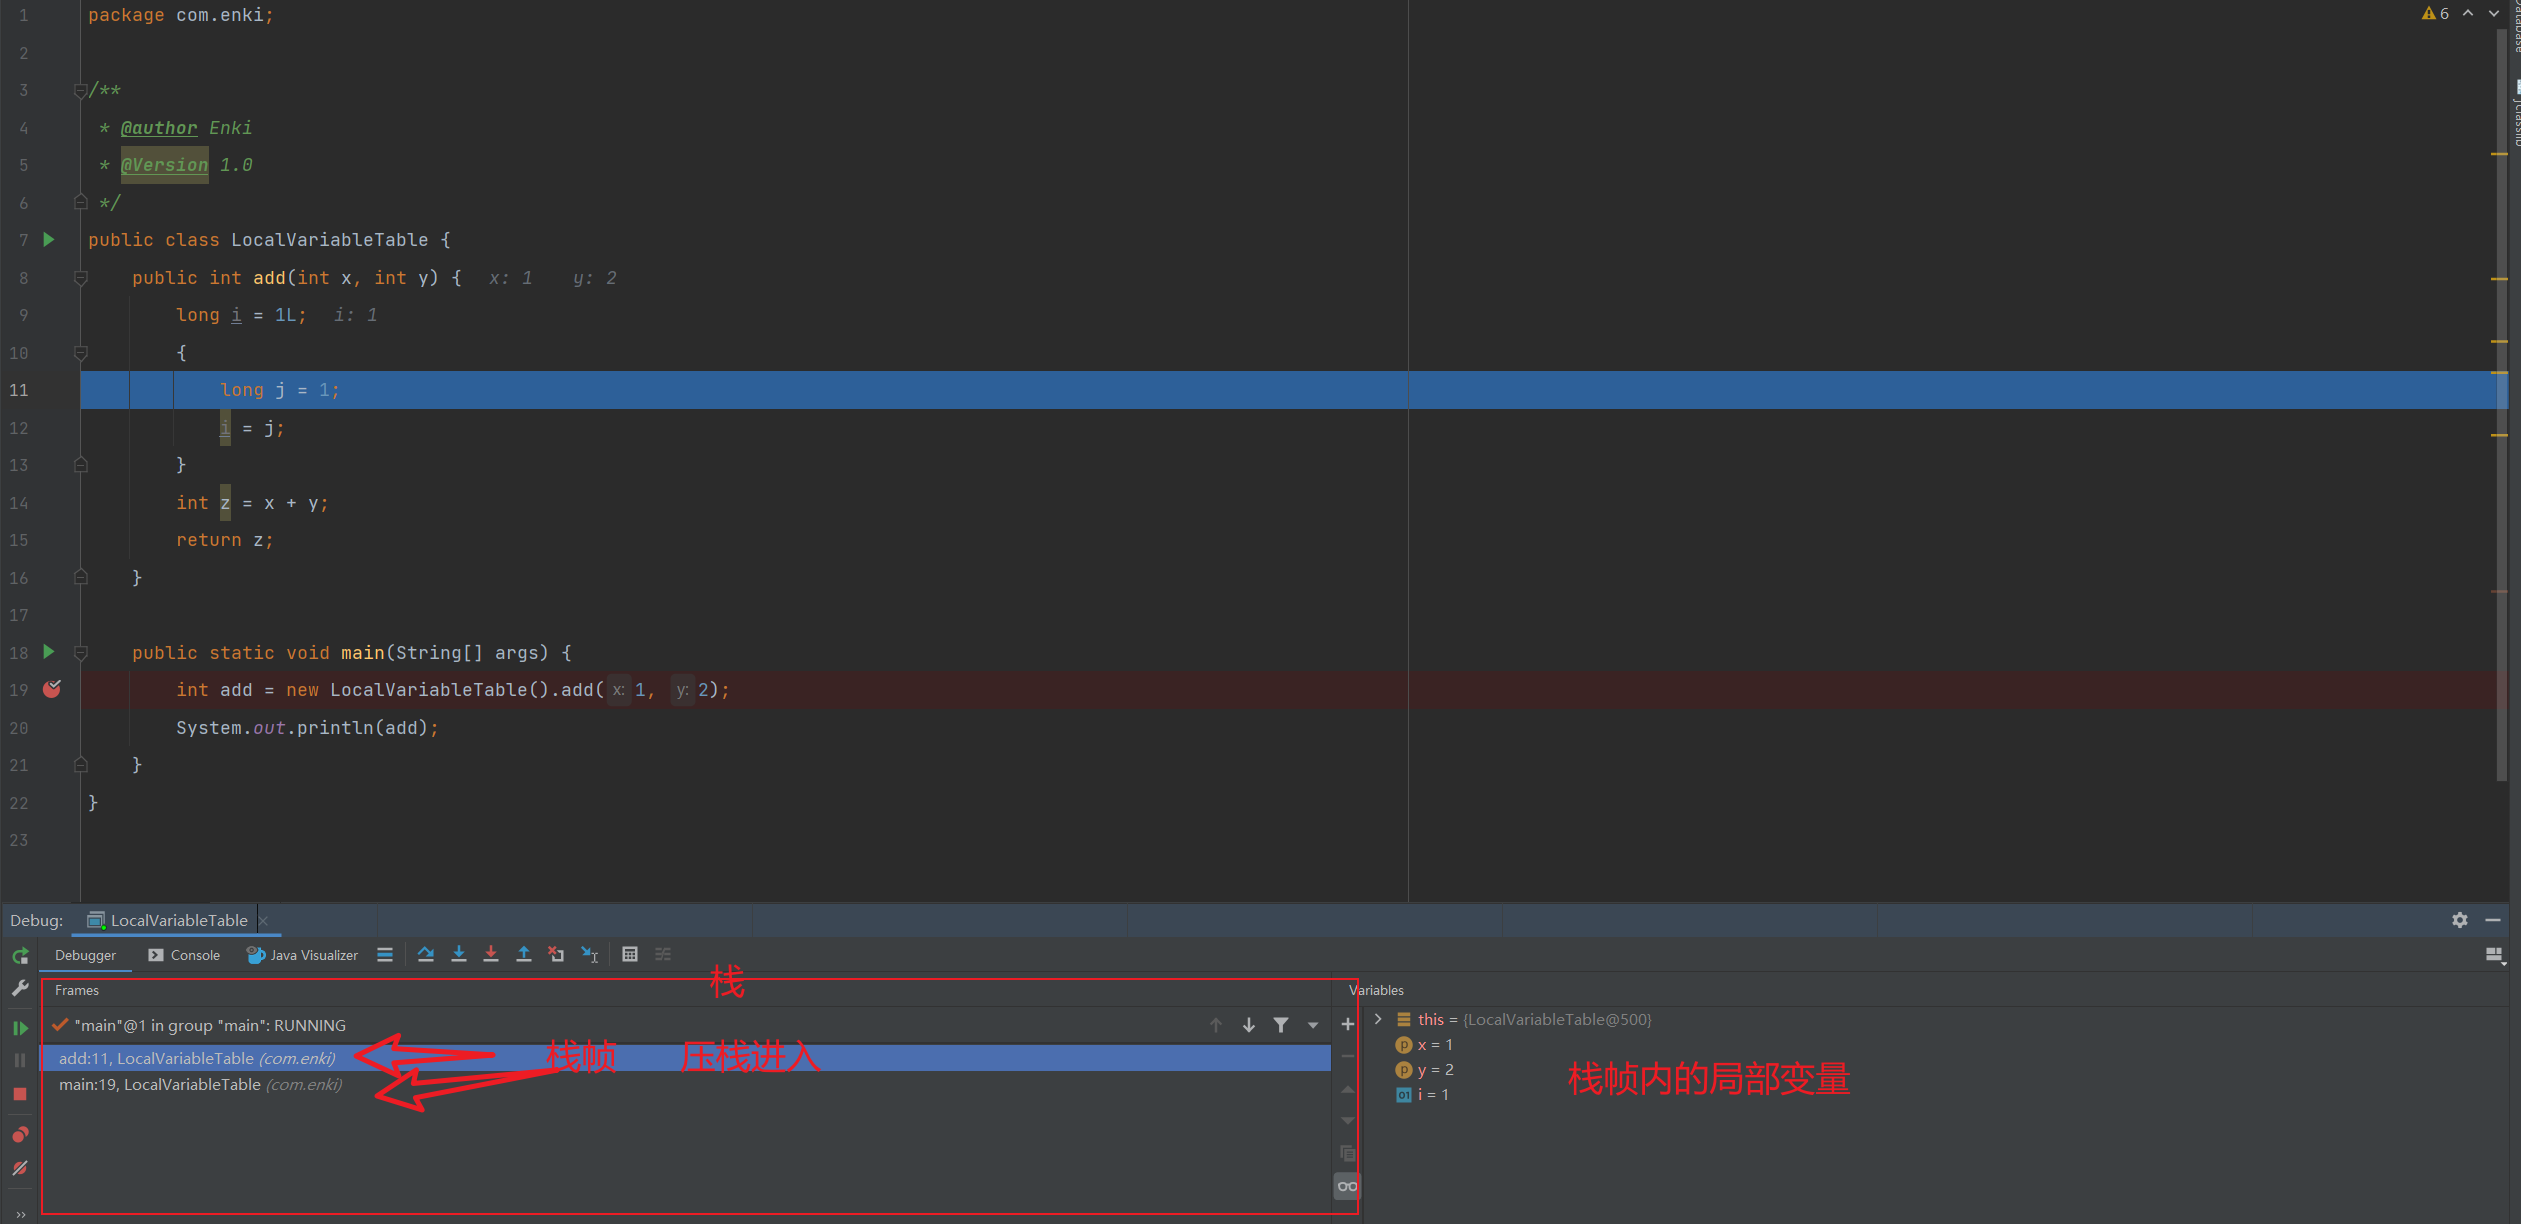 1 package com.enki;
2
3 /**
4 * @author Enki
5 * @Version 1.0
6 */
7 public class LocalVariableTable {
8 public int add(int x, int y) { x: 1 y: 2
9 long i = 1L; i: 1
10 {
11 long j = 1;
12 i = j;
13 }
14 int z = x + y;
15 return z;
16 }
17
18 public static void main(String[] args) {
19 int add = new LocalVariableTable().add( x: 1, y: 2);
20 System.out.println(add);
21 }
22 }
23
6
Database
jclasslib
Debug: LocalVariableTable
Debugger Console Java Visualizer
栈
Frames
"main"@1 in group "main": RUNNING
add:11, LocalVariableTable (com.enki)
main:19, LocalVariableTable (com.enki)
栈帧 压栈进入
Variables
this = {LocalVariableTable@500}
p x = 1
p y = 2
01 i = 1
栈帧内的局部变量